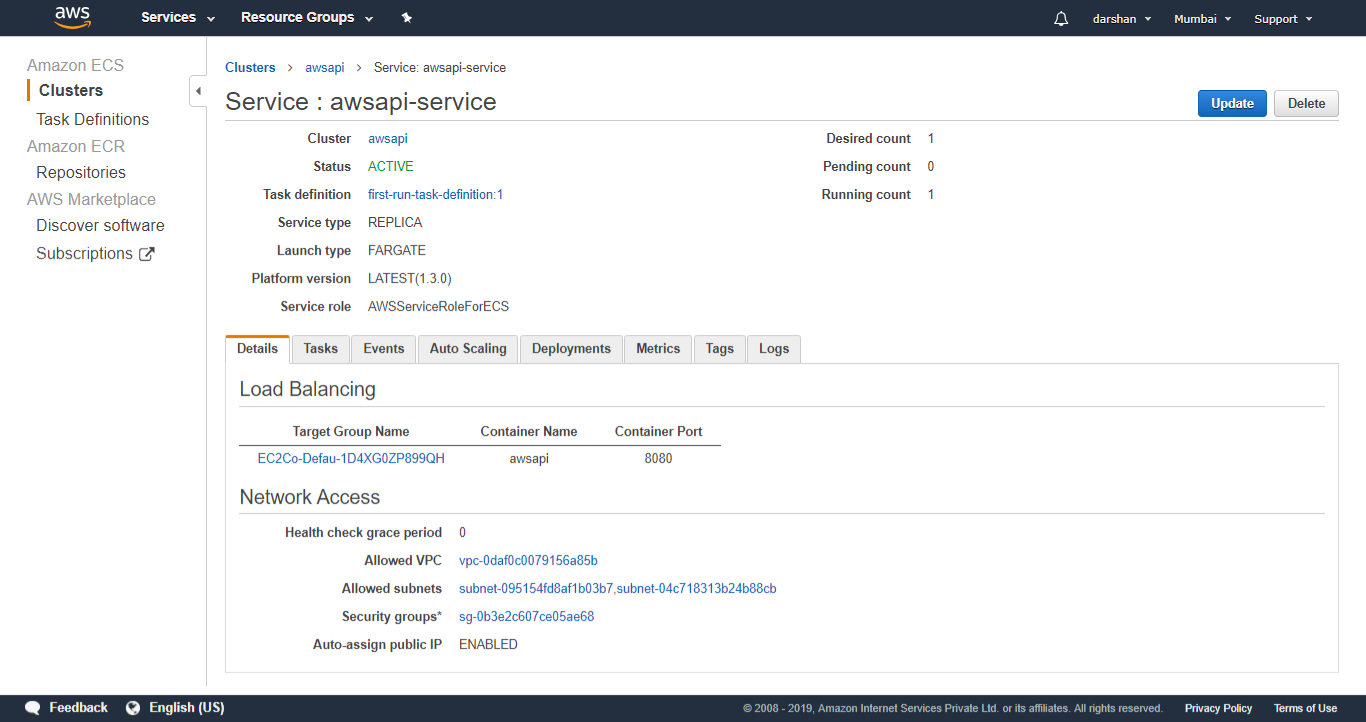 aws Services Resource Groups darshan Mumbai Support
Amazon ECS
Clusters
Task Definitions
Amazon ECR
Repositories
AWS Marketplace
Discover software
Subscriptions
Clusters > awsapi > Service: awsapi-service
Service : awsapi-service
Update Delete
Cluster awsapi
Status ACTIVE
Task definition first-run-task-definition:1
Service type REPLICA
Launch type FARGATE
Platform version LATEST(1.3.0)
Service role AWSServiceRoleForECS
Desired count 1
Pending count 0
Running count 1
Details Tasks Events Auto Scaling Deployments Metrics Tags Logs
Load Balancing
Target Group Name Container Name Container Port
EC2Co-Defau-1D4XG0ZP899QH awsapi 8080
Network Access
Health check grace period 0
Allowed VPC vpc-0daf0c0079156a85b
Allowed subnets subnet-095154fd8af1b03b7,subnet-04c718313b24b88cb
Security groups* sg-0b3e2c607ce05ae68
Auto-assign public IP ENABLED
Feedback English (US) © 2008 - 2019, Amazon Internet Services Private Ltd. or its affiliates. All rights reserved. Privacy Policy Terms of Use